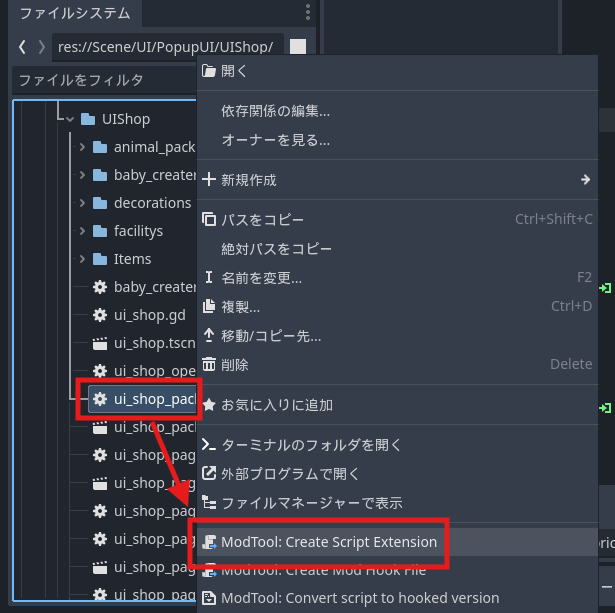 ファイルシステム
res://Scene/UI/PopupUI/UIShop/
ファイルをフィルタ
UIShop
animal_pack
baby_creater
decorations
facilitys
Items
baby_creater
ui_shop.gd
ui_shop.tscn
ui_shop_ope
ui_shop_pacl
ui_shop_pacl
ui_shop_pag
ui_shop_pag
ui_shop_pag
ui_shop_pag
ui_shop_pag
ui_shop_pag
開く
依存関係の編集...
オーナーを見る...
新規作成
パスをコピー Ctrl+Shift+C
絶対パスをコピー
名前を変更... F2
複製... Ctrl+D
移動/コピー先...
削除 Delete
お気に入りに追加
ターミナルのフォルダを開く
外部プログラムで開く
ファイルマネージャーで表示
ModTool: Create Script Extension
ModTool: Create Mod Hook File
ModTool: Convert script to hooked version